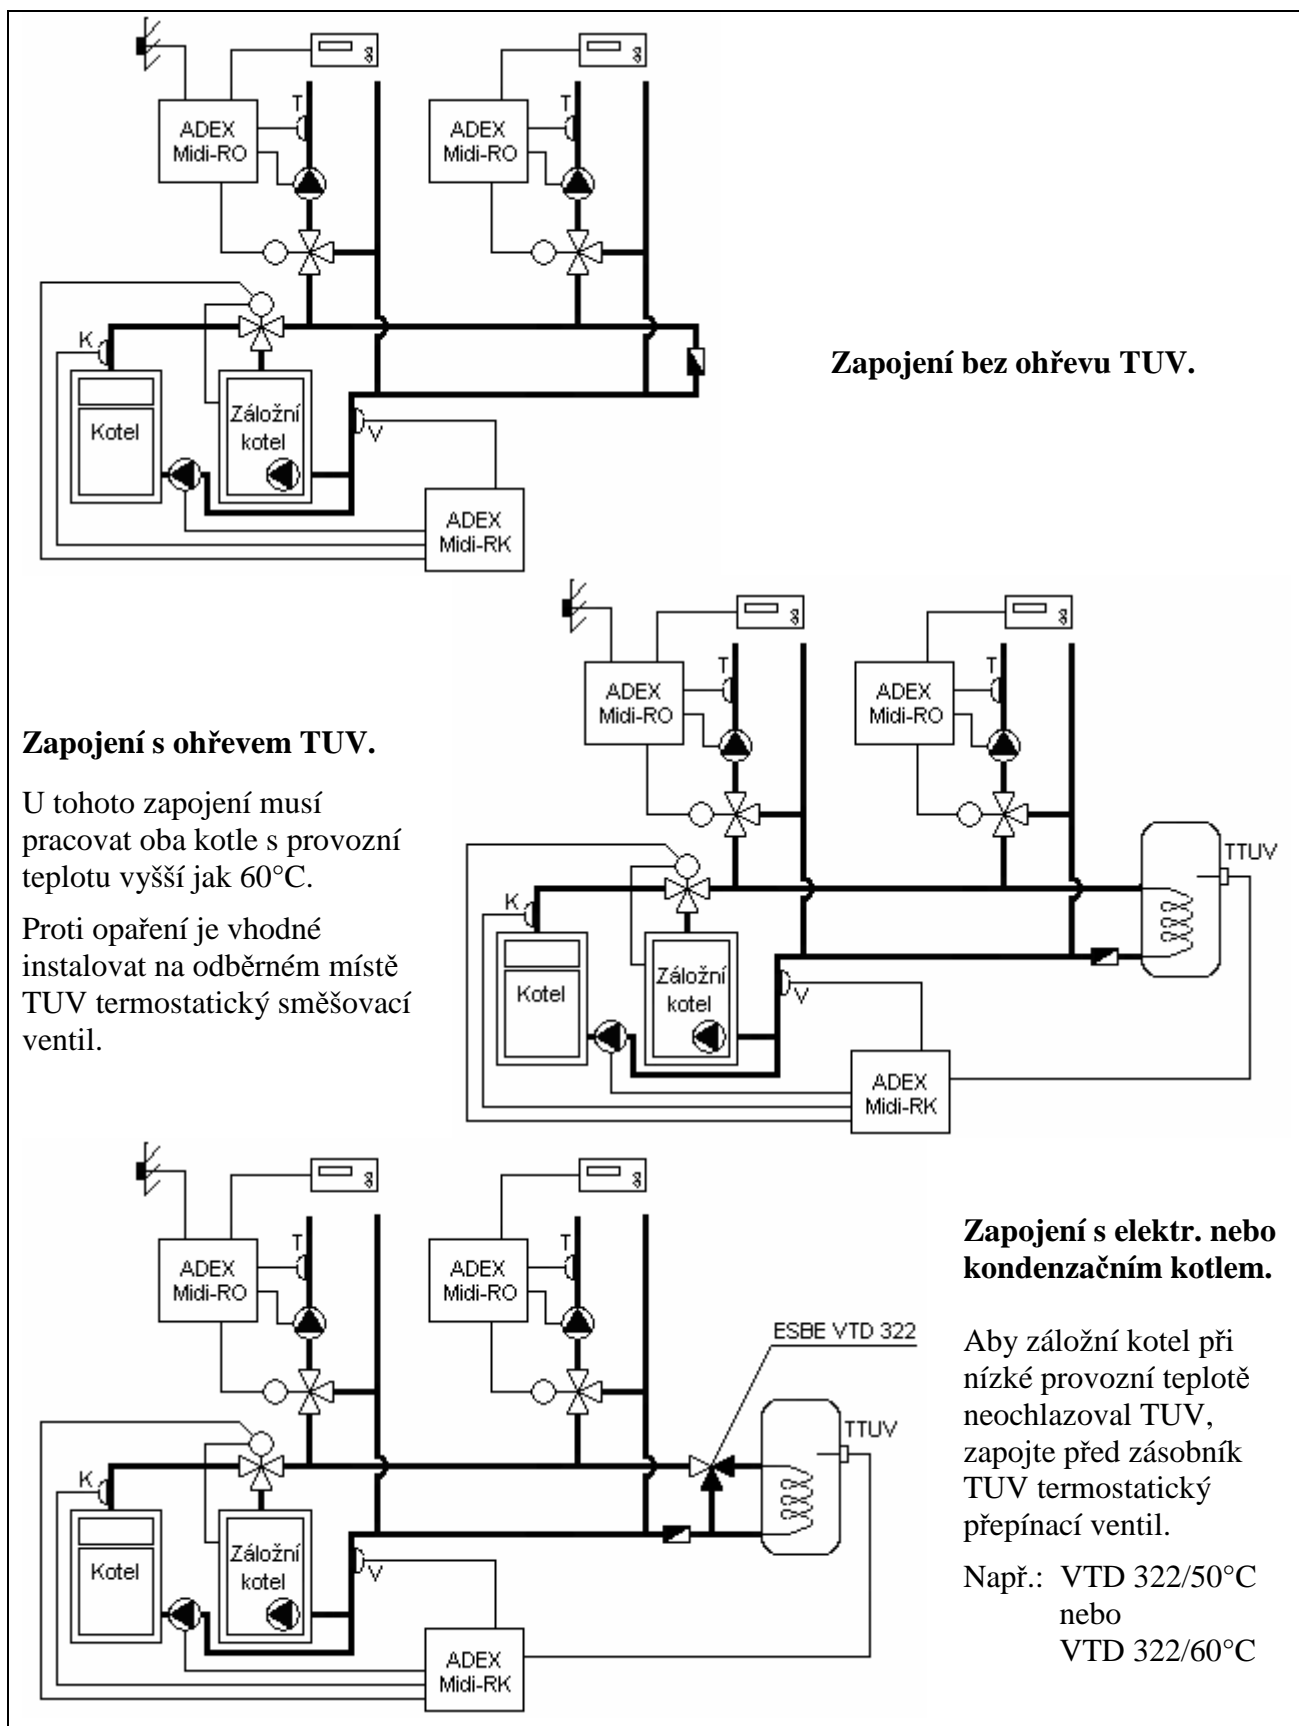 T
T
ADEX
Midi-RO
ADEX
Midi-RO
K
Kotel
Záložní
kotel
V
ADEX
Midi-RK
Zapojení bez ohřevu TUV.
Zapojení s ohřevem TUV.
U tohoto zapojení musí
pracovat oba kotle s provozní
teplotu vyšší jak 60°C.
Proti opaření je vhodné
instalovat na odběrném místě
TUV termostatický směšovací
ventil.
T
T
ADEX
Midi-RO
ADEX
Midi-RO
TTUV
K
Kotel
Záložní
kotel
V
ADEX
Midi-RK
T
T
ADEX
Midi-RO
ADEX
Midi-RO
ESBE VTD 322
TTUV
K
Kotel
Záložní
kotel
V
ADEX
Midi-RK
Zapojení s elektr. nebo
kondenzačním kotlem.
Aby záložní kotel při
nízké provozní teplotě
neochlazoval TUV,
zapojte před zásobník
TUV termostatický
přepínací ventil.
Např.: VTD 322/50°C
nebo
VTD 322/60°C